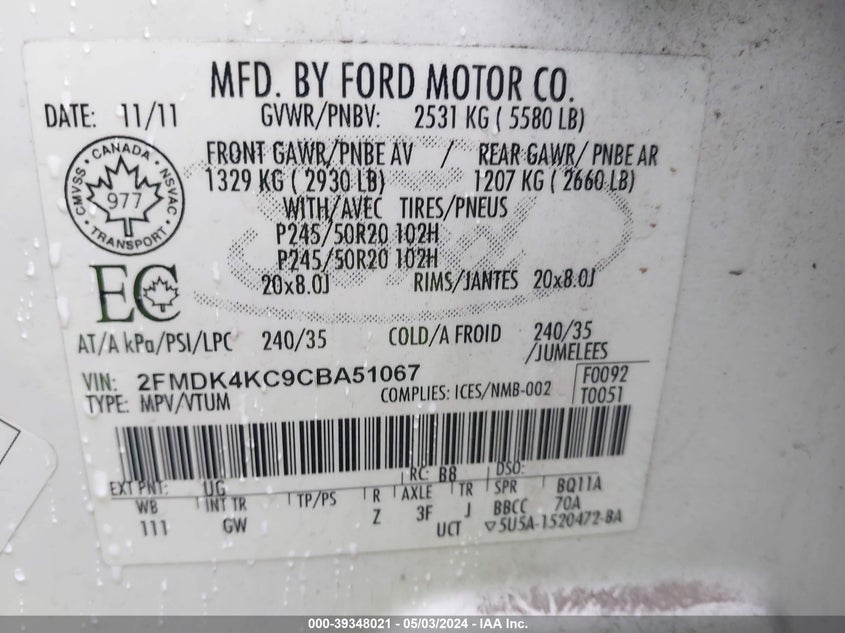 MFD. BY FORD MOTOR CO.
DATE: 11/11 GVWR/PNBV: 2531 KG ( 5580 LB)
FRONT GAWR/PNBE AV / REAR GAWR/ PNBE AR
1329 KG ( 2930 LB) 1207 KG ( 2660 LB)
WITH/AVEC TIRES/PNEUS
P245/50R20 102H
P245/50R20 102H
20x8.0J RIMS/JANTES 20x8.0J
CANADA
CMVSS NSVAC
977
TRANSPORT
EC
AT/A kPa/PSI/LPC 240/35 COLD/A FROID 240/35
/JUMELEES
VIN: 2FMDK4KC9CBA51067 F0092
TYPE: MPV/VTUM COMPLIES: ICES/NMB-002 T0051
EXT PNT: UG RC: B8 DSO:
WB INT TR TP/PS R AXLE TR SPR BQ11A
111 GW Z 3F J BBCC 70A
UCT 5U5A-1520472-BA
000-39348021 - 05/03/2024 - IAA Inc.